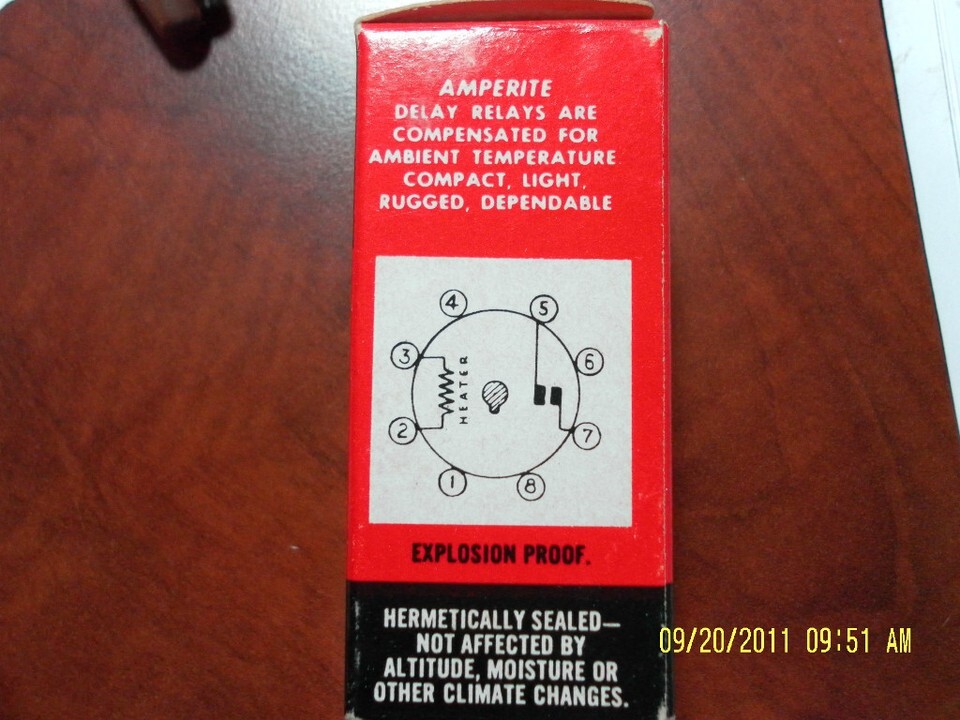 AMPERITE
DELAY RELAYS ARE
COMPENSATED FOR
AMBIENT TEMPERATURE
COMPACT, LIGHT,
RUGGED, DEPENDABLE
4
5
3
6
HEATER
2
7
1
8
EXPLOSION PROOF.
HERMETICALLY SEALED—
NOT AFFECTED BY
ALTITUDE, MOISTURE OR
OTHER CLIMATE CHANGES.
09/20/2011 09:51 AM